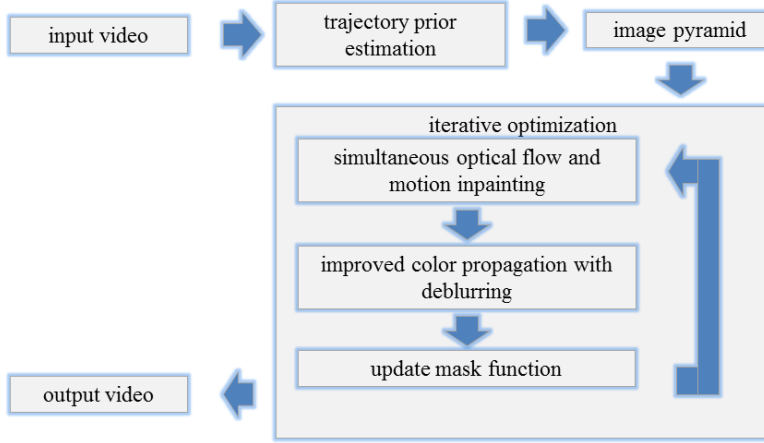 input video
trajectory prior
estimation
image pyramid
iterative optimization
simultaneous optical flow and
motion inpainting
improved color propagation with
deblurring
update mask function
output video